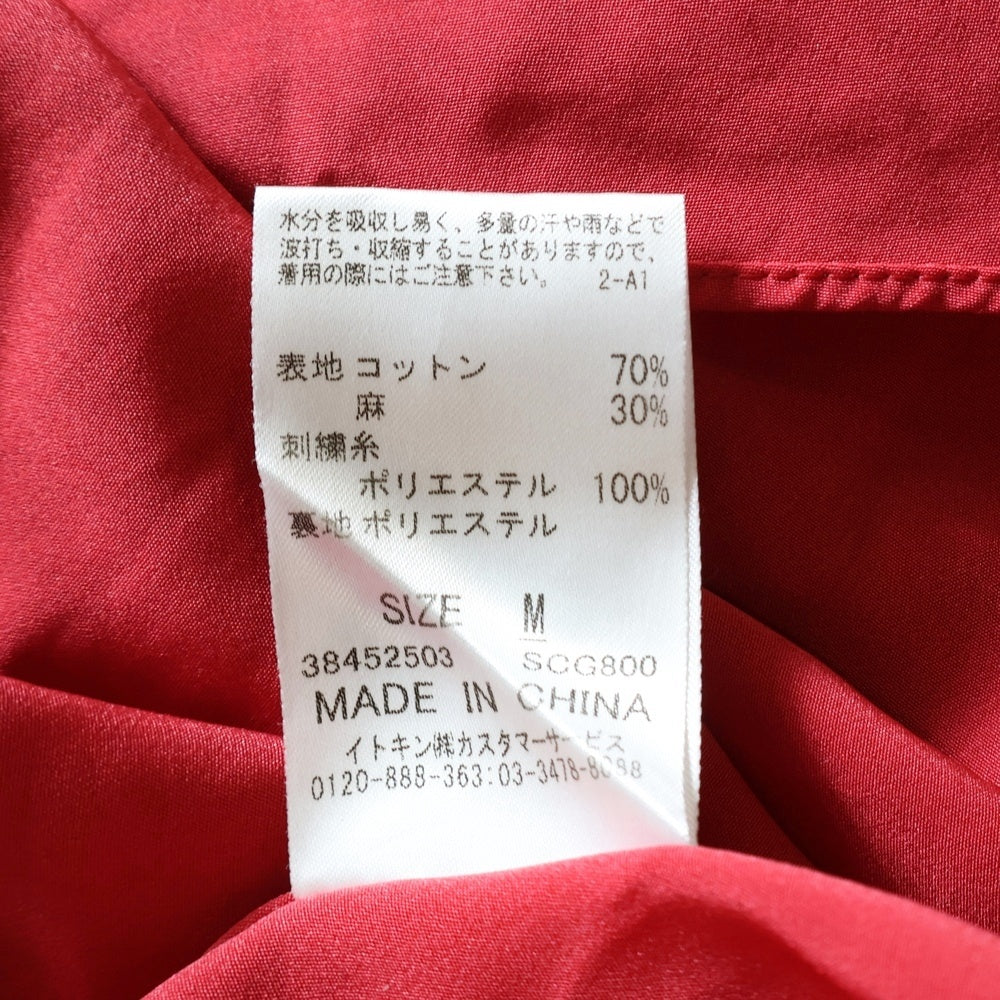 水分を吸収し易く、多量の汗や雨などで
波打ち・収縮することがありますので、
着用の際にはご注意下さい。 2-A1
表地 コットン 70%
麻 30%
刺繍糸
ポリエステル 100%
裏地 ポリエステル
SIZE M
38452503 SCG800
MADE IN CHINA
イトキン㈱カスタマーサービス
0120-888-363:03-3478-8088